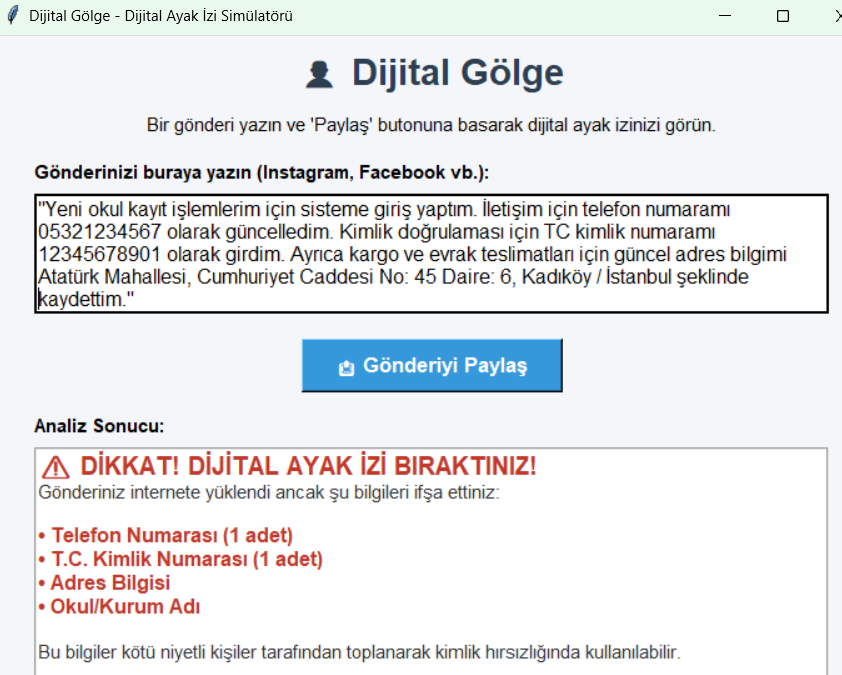 Dijital Gölge - Dijital Ayak İzi Simülatörü
Dijital Gölge
Bir gönderi yazın ve 'Paylaş' butonuna basarak dijital ayak izinizi görün.
Gönderinizi buraya yazın (Instagram, Facebook vb.):
"Yeni okul kayıt işlemlerim için sisteme giriş yaptım. İletişim için telefon numaramı
05321234567 olarak güncelledim. Kimlik doğrulaması için TC kimlik numaramı
12345678901 olarak girdim. Ayrıca kargo ve evrak teslimatları için güncel adres bilgimi
Atatürk Mahallesi, Cumhuriyet Caddesi No: 45 Daire: 6, Kadıköy / İstanbul şeklinde
kaydettim."
Gönderiyi Paylaş
Analiz Sonucu:
DİKKAT! DİJİTAL AYAK İZİ BIRAKTINIZ!
Gönderiniz internete yüklendi ancak şu bilgileri ifşa ettiniz:
• Telefon Numarası (1 adet)
• T.C. Kimlik Numarası (1 adet)
• Adres Bilgisi
• Okul/Kurum Adı
Bu bilgiler kötü niyetli kişiler tarafından toplanarak kimlik hırsızlığında kullanılabilir.